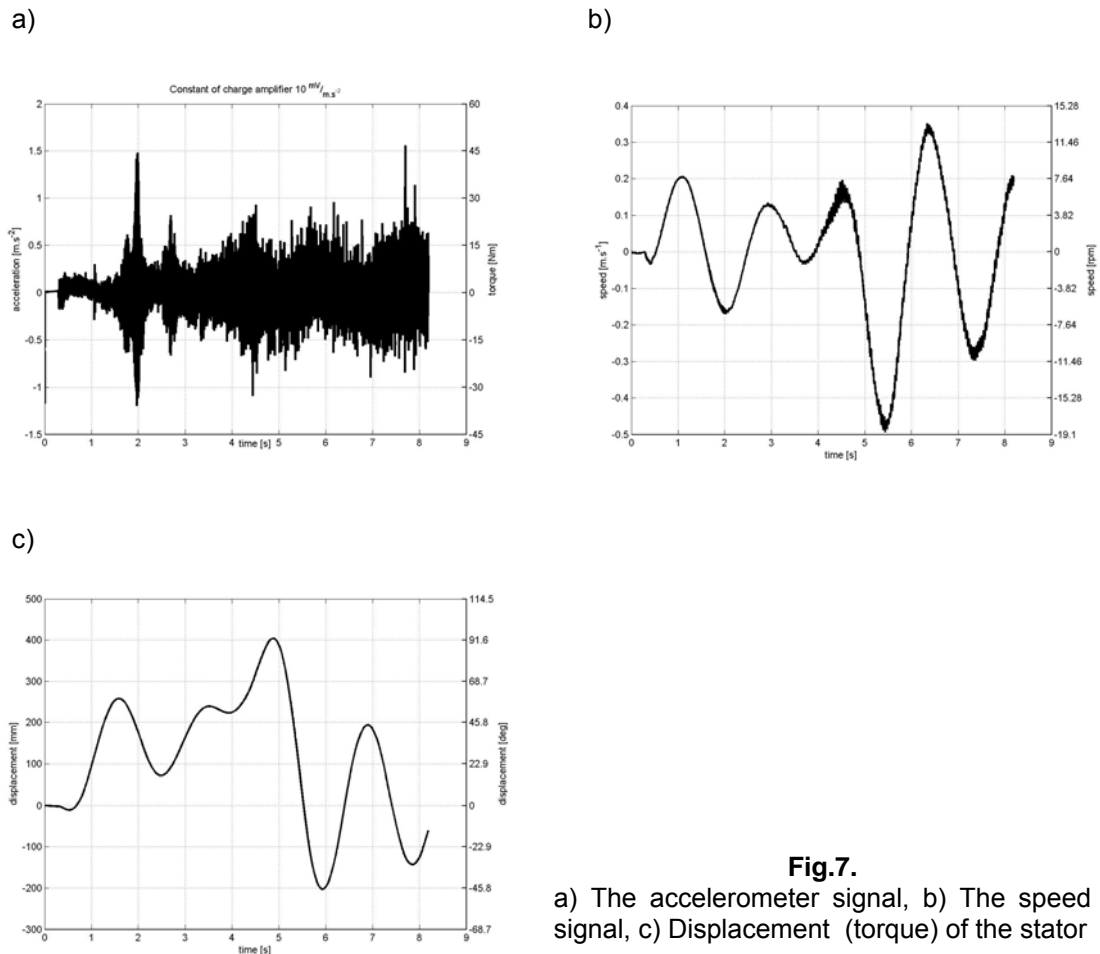 a)
b)
Constant of charge amplifier 10 mV/m.s-2
2
1.5
1
0.5
0
-0.5
-1
-1.5
60
45
30
15
0
-15
-30
-45
acceleration [m.s-2]
torque [Nm]
0 1 2 3 4 5 6 7 8 9
time [s]
0.4
0.3
0.2
0.1
0
-0.1
-0.2
-0.3
-0.4
-0.5
15.28
11.46
7.64
3.82
0
-3.82
-7.64
-11.46
-15.28
-19.1
speed [m.s-1]
speed [rpm]
0 1 2 3 4 5 6 7 8 9
time [s]
c)
500
400
300
200
100
0
-100
-200
-300
114.5
91.6
68.7
45.8
22.9
0
-22.9
-45.8
-68.7
displacement [mm]
displacement [deg]
0 1 2 3 4 5 6 7 8 9
time [s]
Fig.7.
a) The accelerometer signal, b) The speed
signal, c) Displacement (torque) of the stator